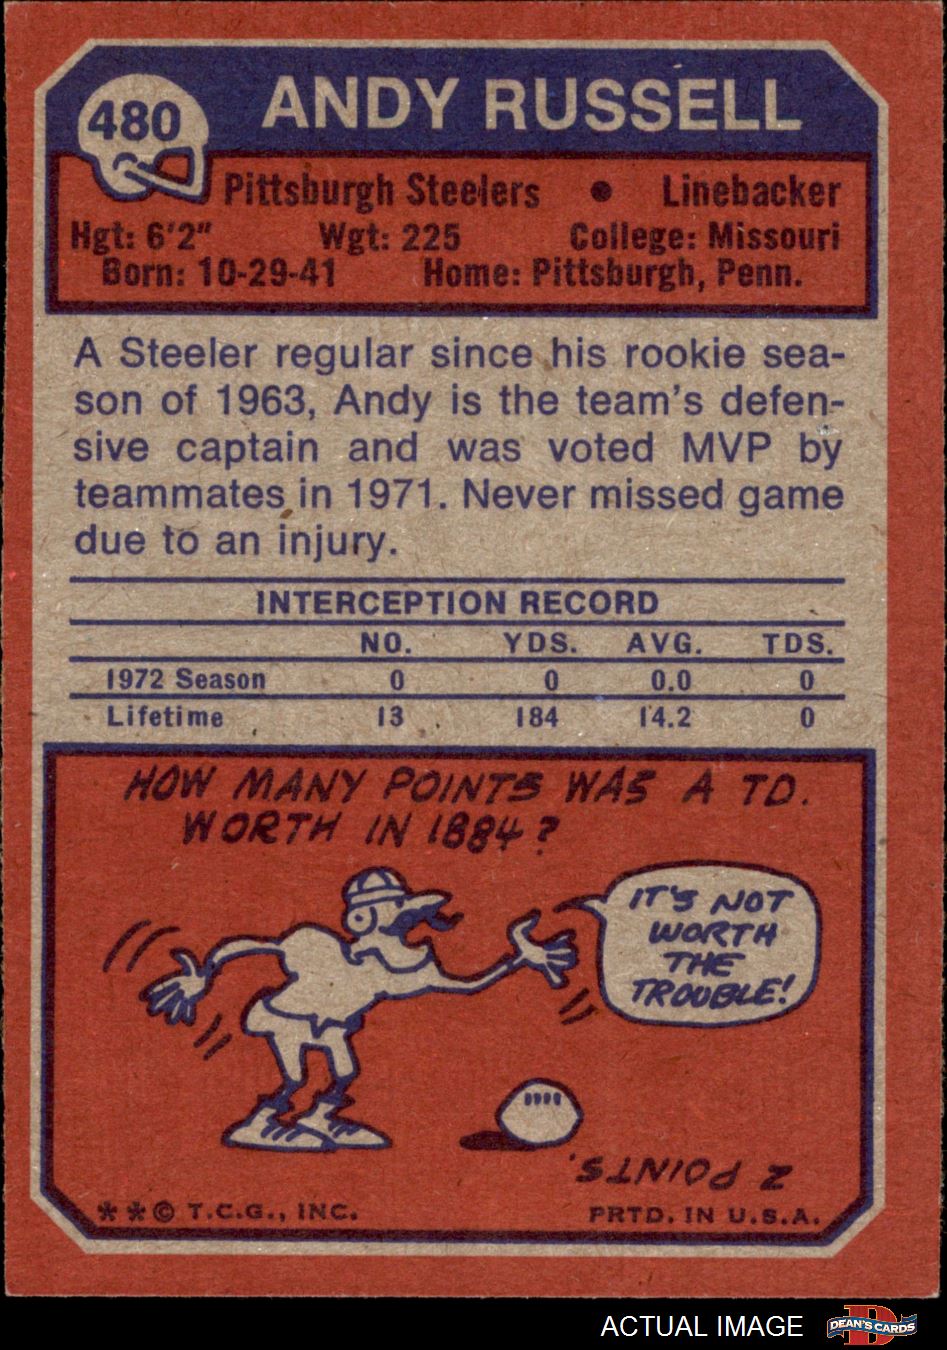 480
ANDY RUSSELL
Pittsburgh Steelers • Linebacker
Hgt: 6'2" Wgt: 225 College: Missouri
Born: 10-29-41 Home: Pittsburgh, Penn.
A Steeler regular since his rookie sea-
son of 1963, Andy is the team's defen-
sive captain and was voted MVP by
teammates in 1971. Never missed game
due to an injury.
INTERCEPTION RECORD
NO. YDS. AVG. TDS.
1972 Season 0 0 0.0 0
Lifetime 13 184 14.2 0
HOW MANY POINTS WAS A TD.
WORTH IN 1884?
IT'S NOT
WORTH
THE
TROUBLE!
2 POINTS.
** © T.C.G., INC. PRTD. IN U.S.A.
ACTUAL IMAGE
DEAN'S CARDS